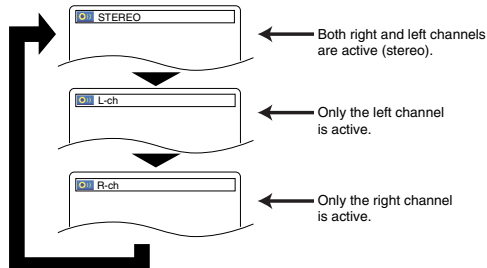 STEREO
Both right and left channels
are active (stereo).
L-ch
Only the left channel
is active.
R-ch
Only the right channel
is active.